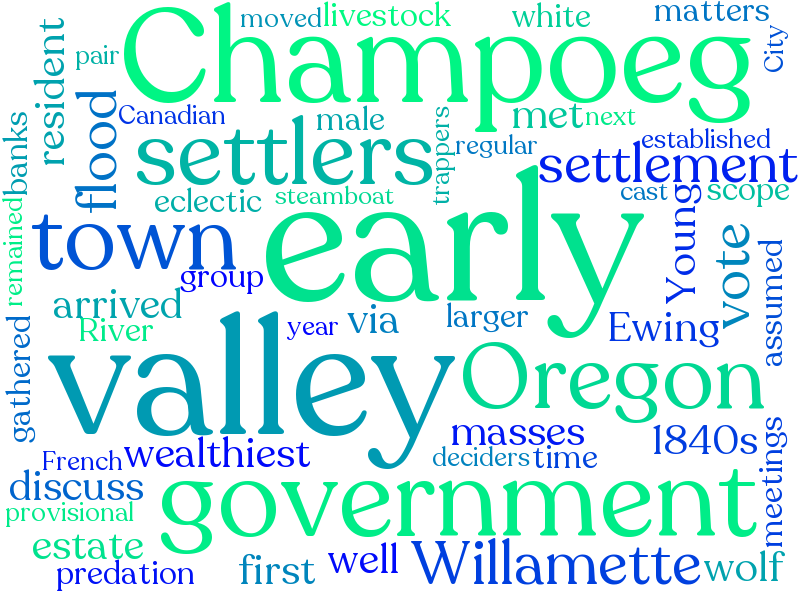 moved livestock white matters
pair Champoeg City
resident Canadian male met next
flood settlers trappers regular established
banks eclectic steamboat settlement
cast scope
remained town early Young vote
group arrived River year via larger Ewing assumed
gathered valley Oregon
French wealthiest masses 1840s
deciders time
discuss government meetings
provisional
estate first well Willamette wolf
predation